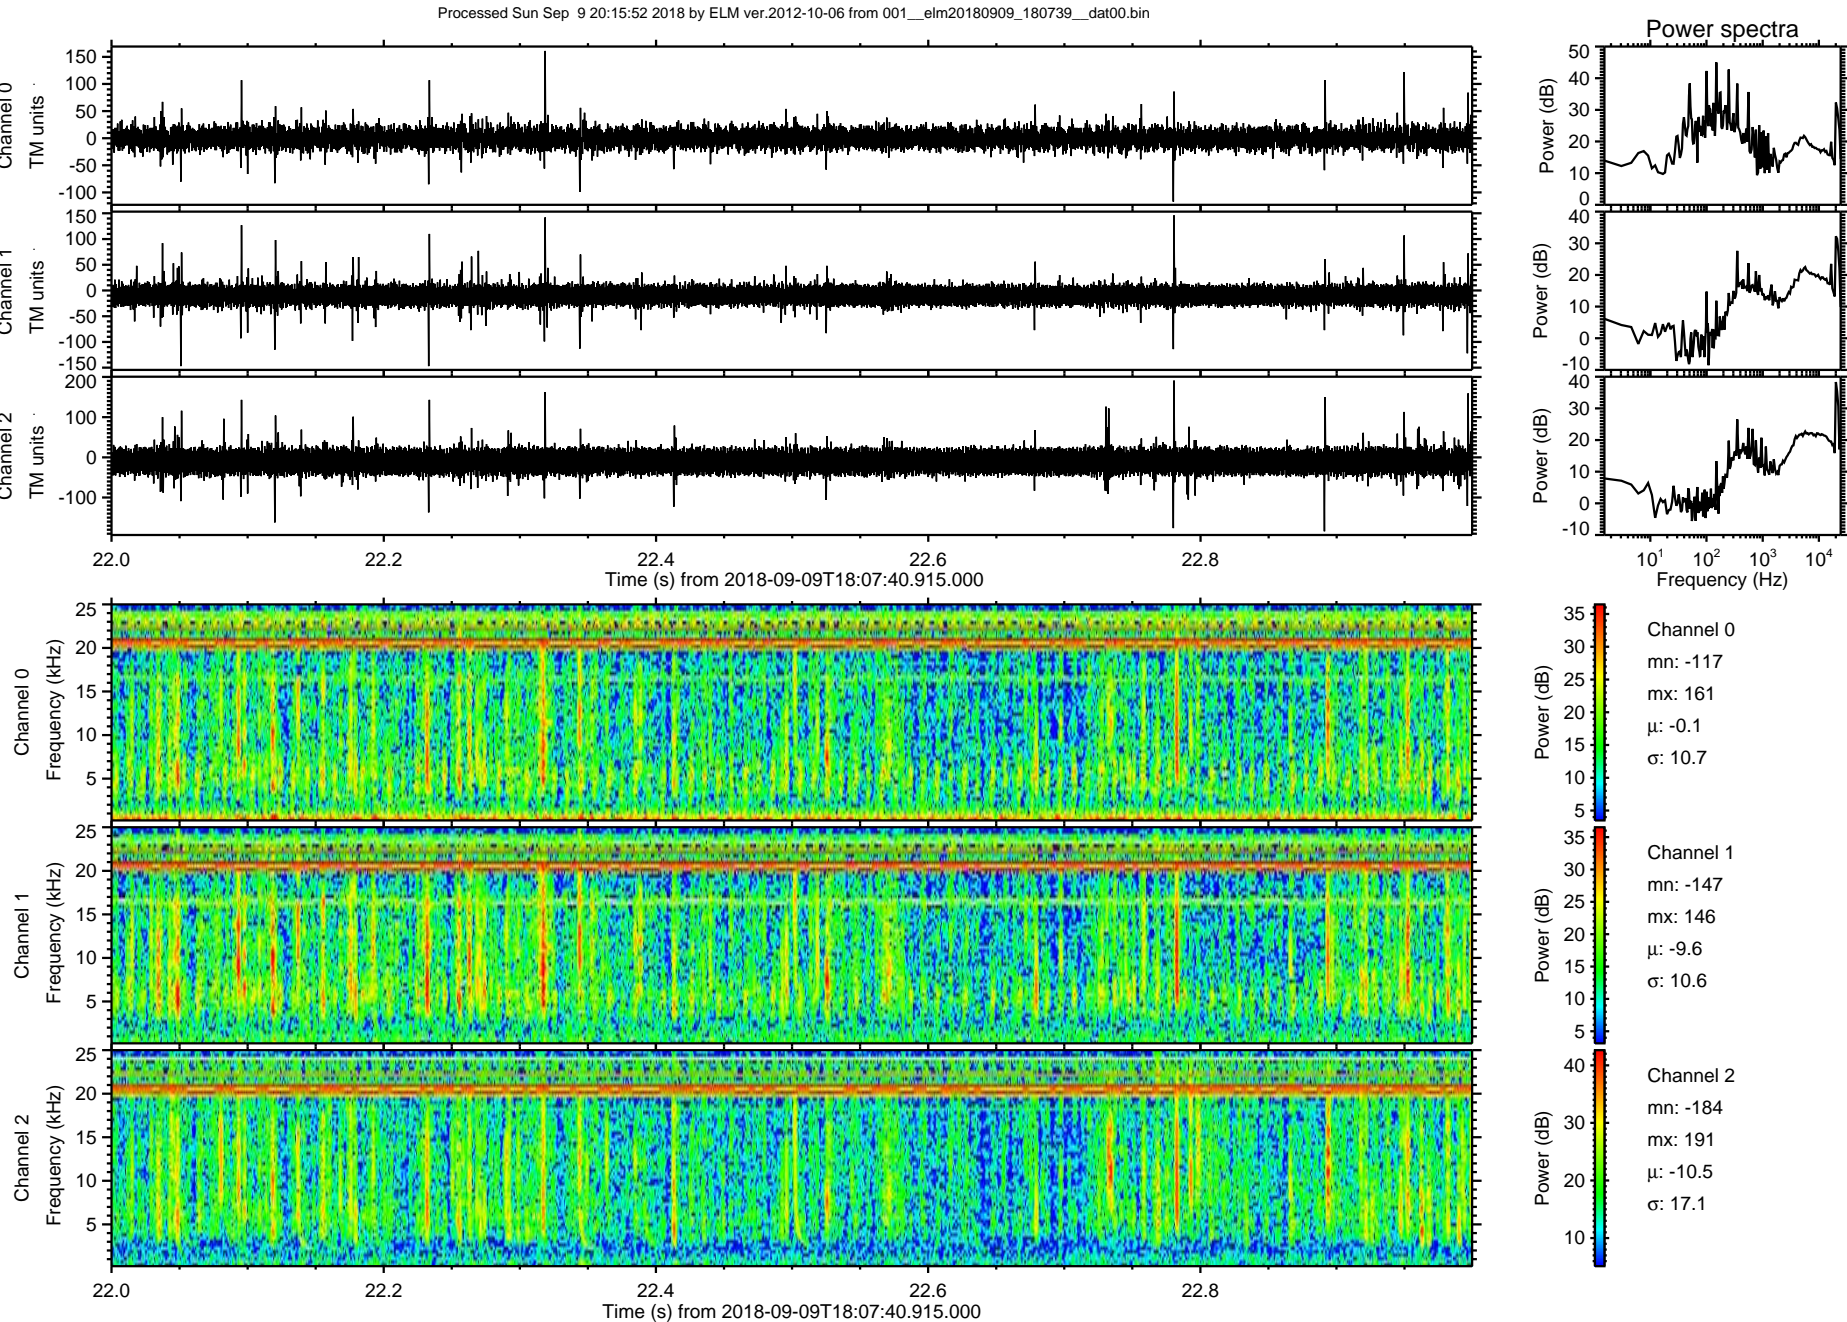 Processed Sun Sep 9 20:15:52 2018 by ELM ver.2012-10-06 from 001__elm20180909_180739__dat00.bin
Power spectra
Channel 0
TM units
150
100
50
0
-50
-100
Power (dB)
50
40
30
20
10
0
Channel 1
TM units
150
100
50
0
-50
-100
-150
Power (dB)
40
30
20
10
0
-10
Channel 2
TM units
200
100
0
-100
Power (dB)
40
30
20
10
0
-10
22.0 22.2 22.4 22.6 22.8
Time (s) from 2018-09-09T18:07:40.915.000
10^1 10^2 10^3 10^4
Frequency (Hz)
Channel 0
Frequency (kHz)
25
20
15
10
5
Power (dB)
35
30
25
20
15
10
5
Channel 0
mn: -117
mx: 161
μ: -0.1
σ: 10.7
Channel 1
Frequency (kHz)
25
20
15
10
5
Power (dB)
35
30
25
20
15
10
5
Channel 1
mn: -147
mx: 146
μ: -9.6
σ: 10.6
Channel 2
Frequency (kHz)
25
20
15
10
5
Power (dB)
40
30
20
10
Channel 2
mn: -184
mx: 191
μ: -10.5
σ: 17.1
22.0 22.2 22.4 22.6 22.8
Time (s) from 2018-09-09T18:07:40.915.000